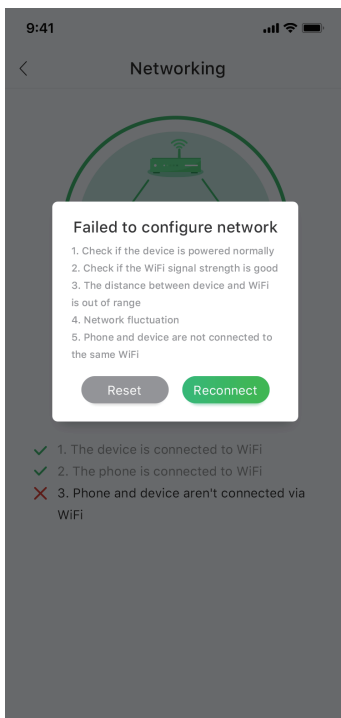 9:41
Networking
Failed to configure network
1. Check if the device is powered normally
2. Check if the WiFi signal strength is good
3. The distance between device and WiFi
is out of range
4. Network fluctuation
5. Phone and device are not connected to
the same WiFi
Reset Reconnect
1. The device is connected to WiFi
2. The phone is connected to WiFi
3. Phone and device aren't connected via
WiFi